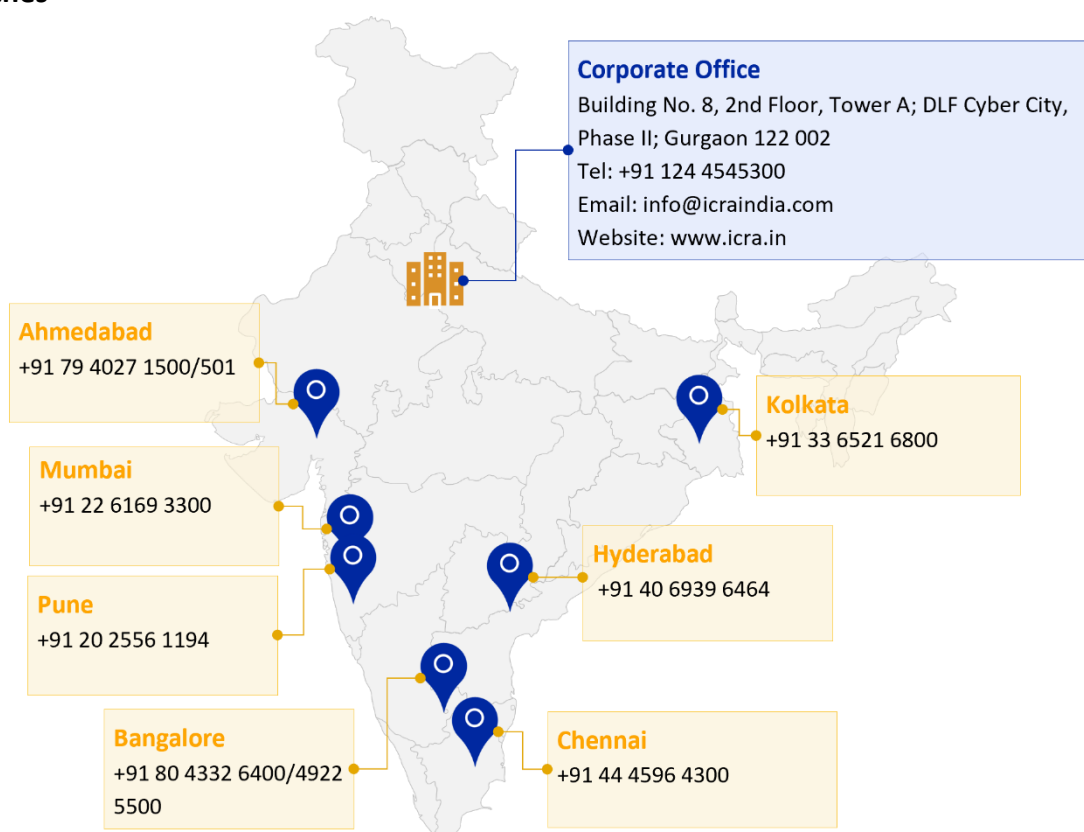 Corporate Office
Building No. 8, 2nd Floor, Tower A; DLF Cyber City,
Phase II; Gurgaon 122 002
Tel: +91 124 4545300
Email: info@icraindia.com
Website: www.icra.in
Ahmedabad
+91 79 4027 1500/501
Kolkata
+91 33 6521 6800
Mumbai
+91 22 6169 3300
Hyderabad
+91 40 6939 6464
Pune
+91 20 2556 1194
Bangalore
+91 80 4332 6400/4922
5500
Chennai
+91 44 4596 4300